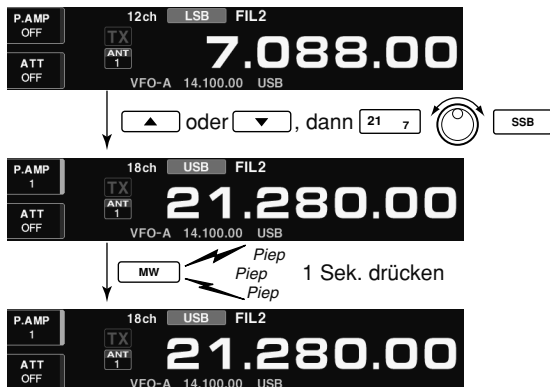 P.AMP OFF 12ch LSB FIL2
TX
ANT 1 7.088.00
ATT OFF
VFO-A 14.100.00 USB
▲ oder ▼, dann 21 7 SSB
P.AMP 1 18ch USB FIL2
TX
ANT 1 21.280.00
ATT OFF
VFO-A 14.100.00 USB
MW Piep Piep Piep 1 Sek. drücken
P.AMP 1 18ch USB FIL2
TX
ANT 1 21.280.00
ATT OFF
VFO-A 14.100.00 USB